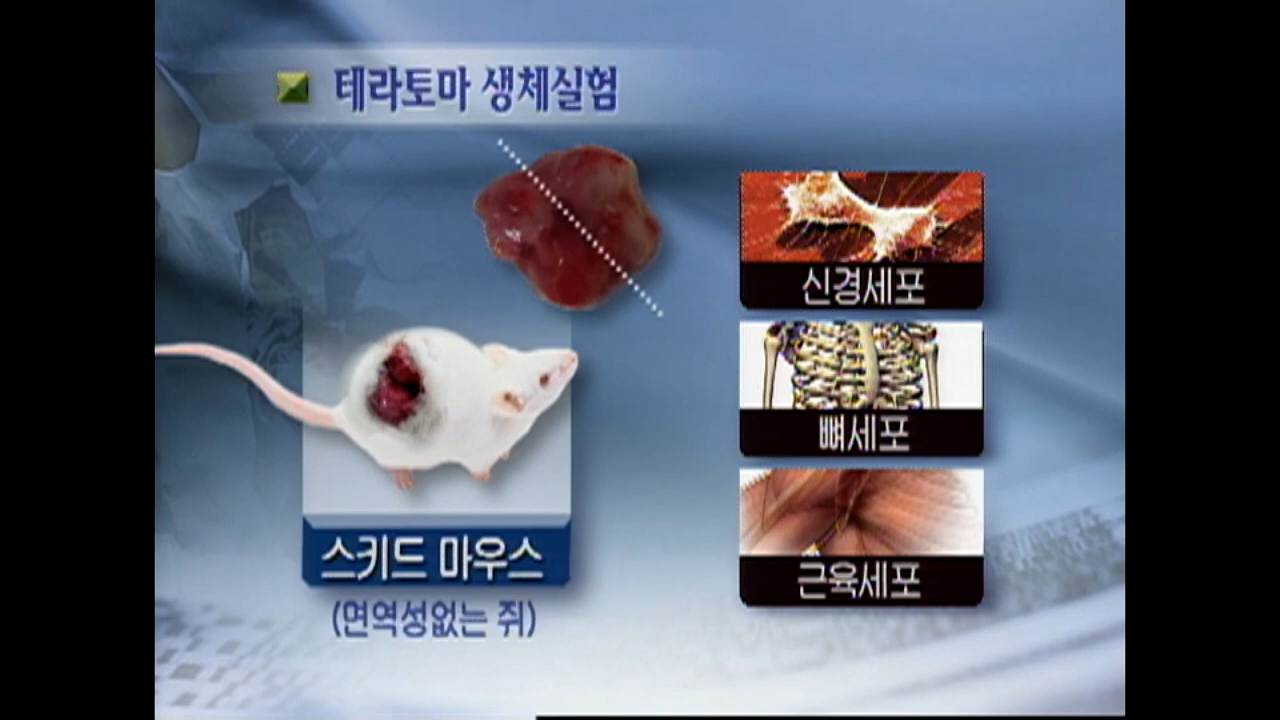 테라토마 생체실험
신경세포
뼈세포
근육세포
스키드 마우스
(면역성없는 쥐)